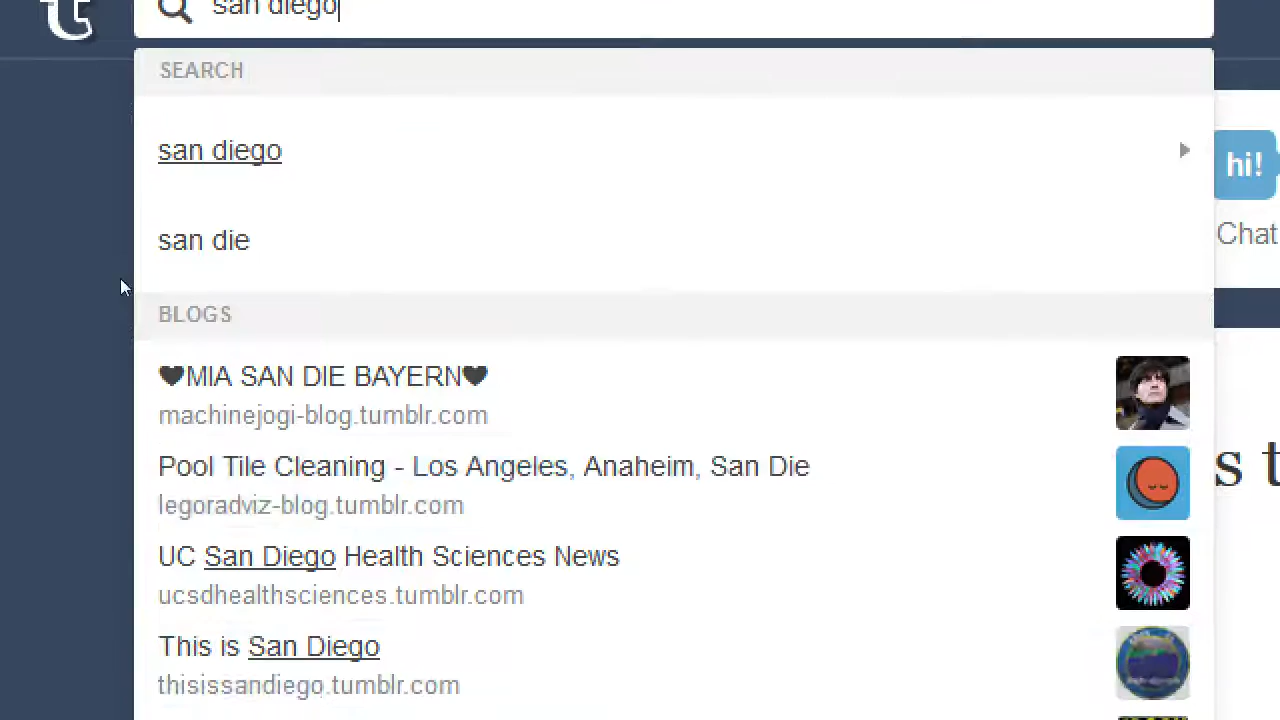 t
san diego
SEARCH
san diego
hi!
san die
Chat
BLOGS
♥MIA SAN DIE BAYERN♥
machinejogi-blog.tumblr.com
Pool Tile Cleaning - Los Angeles, Anaheim, San Die
s t
legoradviz-blog.tumblr.com
UC San Diego Health Sciences News
ucsdhealthsciences.tumblr.com
This is San Diego
thisissandiego.tumblr.com